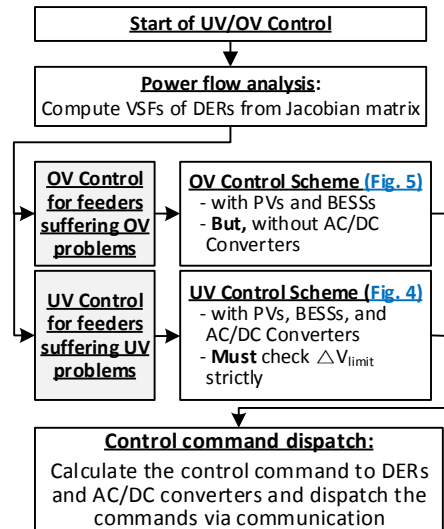 Start of UV/OV Control
Power flow analysis:
Compute VSFs of DERs from Jacobian matrix
OV Control
for feeders
suffering OV
problems
OV Control Scheme (Fig. 5)
- with PVs and BESSs
- But, without AC/DC
Converters
UV Control
for feeders
suffering UV
problems
UV Control Scheme (Fig. 4)
- with PVs, BESSs, and
AC/DC Converters
- Must check △Vlimit
strictly
Control command dispatch:
Calculate the control command to DERs
and AC/DC converters and dispatch the
commands via communication